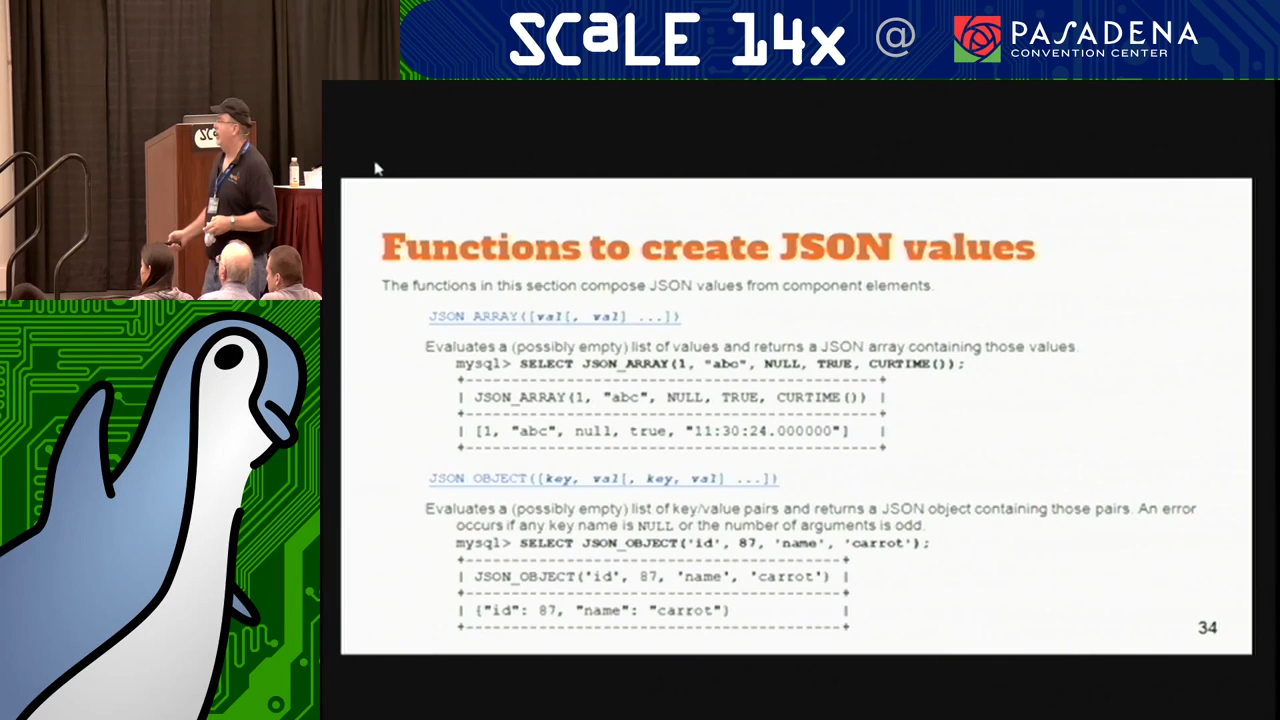 SCALE 14x @ PASADENA
CONVENTION CENTER
Functions to create JSON values
The functions in this section compose JSON values from component elements.
JSON_ARRAY([val[, val] ...])
Evaluates a (possibly empty) list of values and returns a JSON array containing those values.
mysql> SELECT JSON_ARRAY(1, "abc", NULL, TRUE, CURTIME());
+---------------------------------------------+
| JSON_ARRAY(1, "abc", NULL, TRUE, CURTIME()) |
+---------------------------------------------+
| [1, "abc", null, true, "11:30:24.000000"]   |
+---------------------------------------------+
JSON_OBJECT([key, val[, key, val] ...])
Evaluates a (possibly empty) list of key/value pairs and returns a JSON object containing those pairs. An error
occurs if any key name is NULL or the number of arguments is odd.
mysql> SELECT JSON_OBJECT('id', 87, 'name', 'carrot');
+-----------------------------------------+
| JSON_OBJECT('id', 87, 'name', 'carrot') |
+-----------------------------------------+
| {"id": 87, "name": "carrot"}            |
+-----------------------------------------+
34